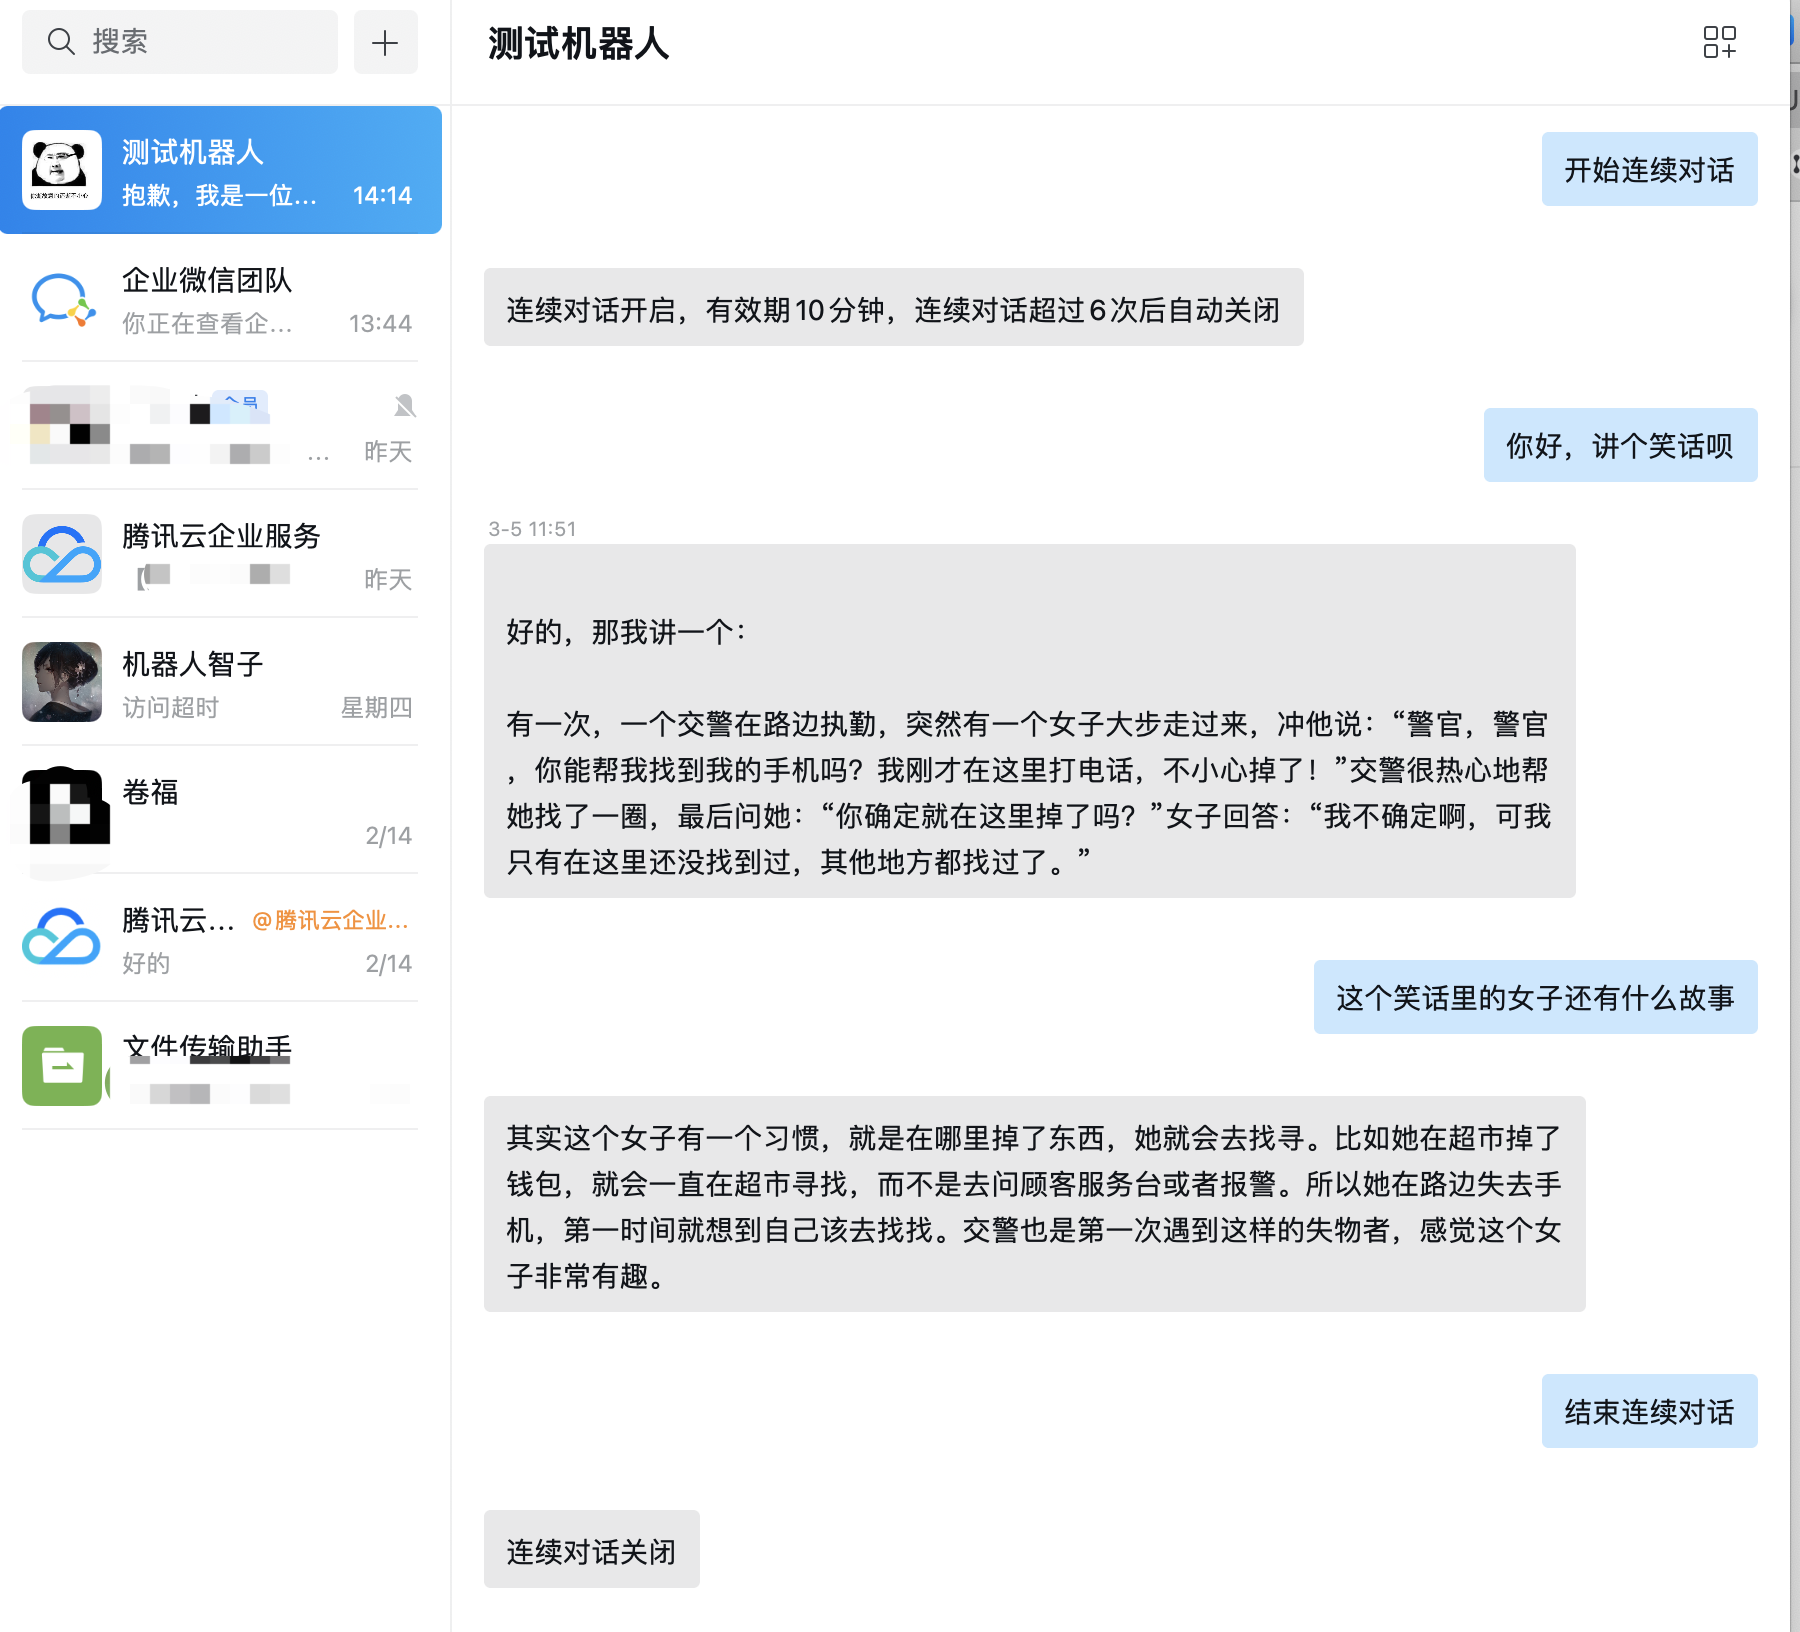 搜索
测试机器人
抱歉，我是一位... 14:14
企业微信团队
你正在查看企... 13:44
... 昨天
腾讯云企业服务
昨天
机器人智子
访问超时 星期四
卷福
2/14
腾讯云... @腾讯云企业...
好的 2/14
文件传输助手
测试机器人
开始连续对话
连续对话开启，有效期10分钟，连续对话超过6次后自动关闭
你好，讲个笑话呗
3-5 11:51
好的，那我讲一个：
有一次，一个交警在路边执勤，突然有一个女子大步走过来，冲他说：“警官，警官
，你能帮我找到我的手机吗？我刚才在这里打电话，不小心掉了！”交警很热心地帮
她找了一圈，最后问她：“你确定就在这里掉了吗？”女子回答：“我不确定啊，可我
只有在这里还没找到过，其他地方都找过了。”
这个笑话里的女子还有什么故事
其实这个女子有一个习惯，就是在哪里掉了东西，她就会去找寻。比如她在超市掉了
钱包，就会一直在超市寻找，而不是去问顾客服务台或者报警。所以她在路边失去手
机，第一时间就想到自己该去找找。交警也是第一次遇到这样的失物者，感觉这个女
子非常有趣。
结束连续对话
连续对话关闭